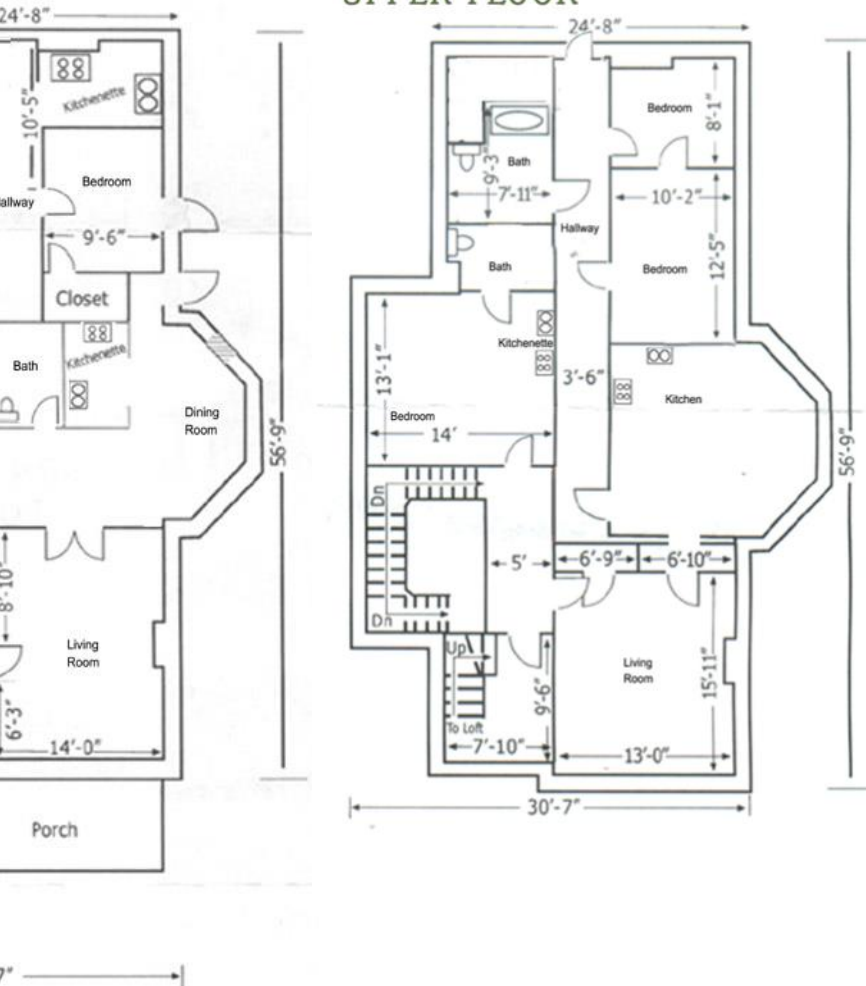 UPPER FLOOR
24'-8"
10'-5"
Kitchenette
Bedroom
allway
9'-6"
Closet
Bath
Kitchenette
Dining
Room
56'-9"
8'-10"
Living
Room
6'-3"
14'-0"
Porch
7"
24'-8"
Bedroom
8'-1"
9'-3"
Bath
7'-11"
10'-2"
Hallway
12'-5"
Bath
Bedroom
Kitchenette
13'-1"
3'-6"
Kitchen
Bedroom
14'
56'-9"
Dn
5'
6'-9"
6'-10"
Dn
Up
Living
Room
15'-11"
9'-6"
To Loft
7'-10"
13'-0"
30'-7"